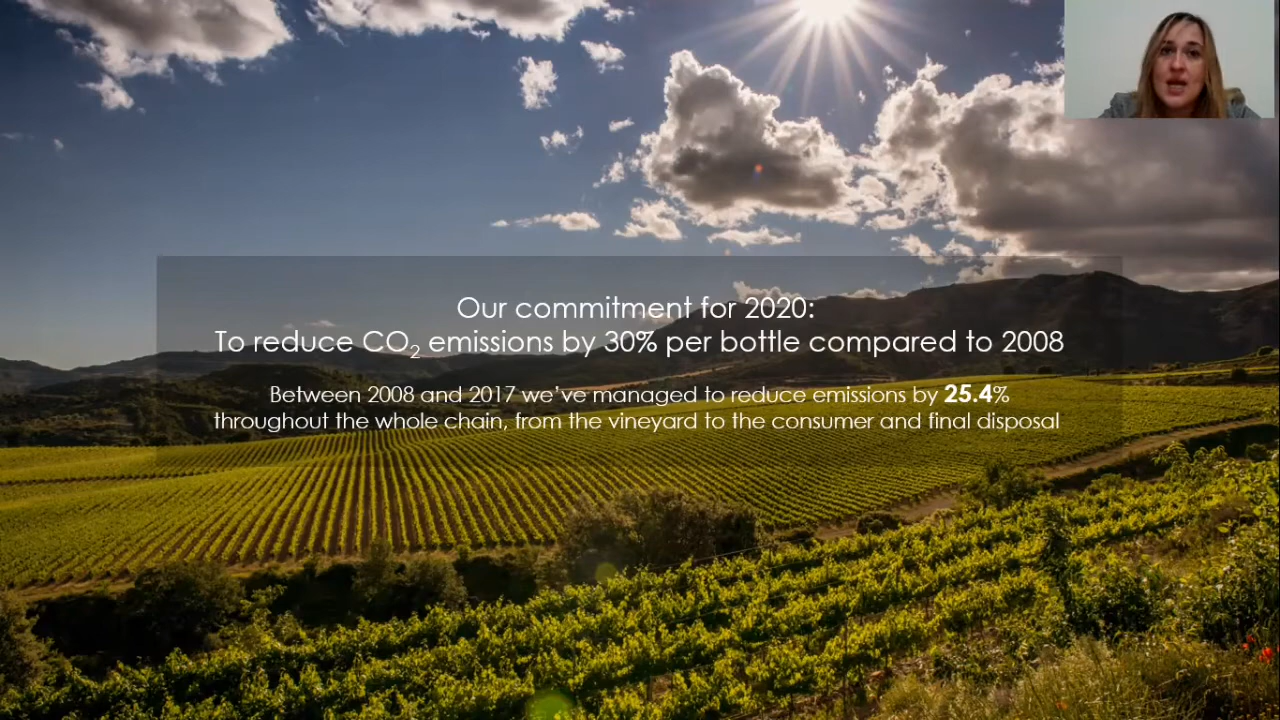 Our commitment for 2020:
To reduce CO₂ emissions by 30% per bottle compared to 2008
Between 2008 and 2017 we've managed to reduce emissions by 25.4%
throughout the whole chain, from the vineyard to the consumer and final disposal